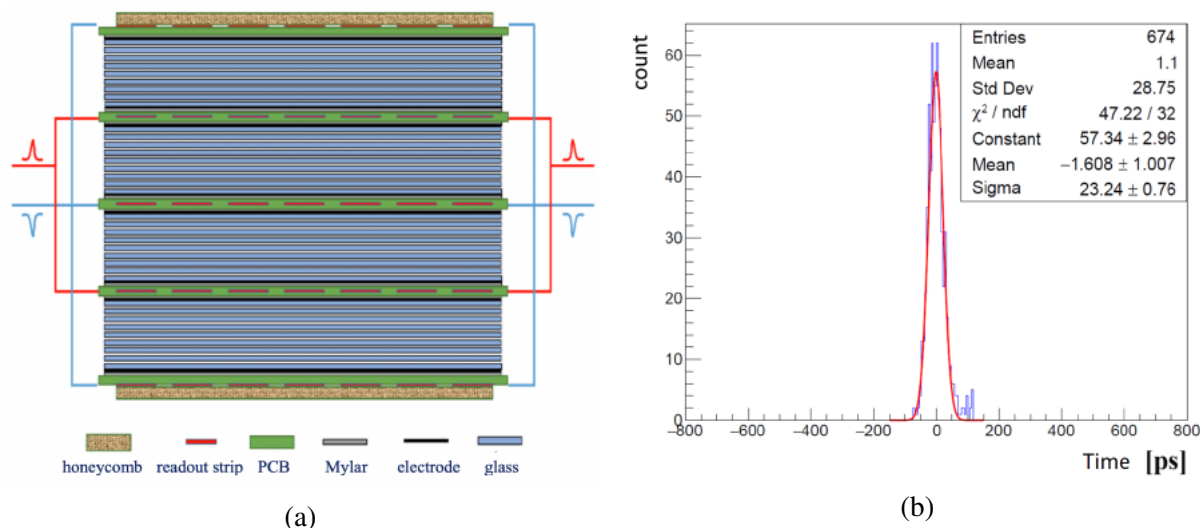 honeycomb readout strip PCB Mylar electrode glass
(a)
count
Entries 674
Mean 1.1
Std Dev 28.75
χ² / ndf 47.22 / 32
Constant 57.34 ± 2.96
Mean −1.608 ± 1.007
Sigma 23.24 ± 0.76
60
50
40
30
20
10
0
−800 −600 −400 −200 0 200 400 600 800
Time [ps]
(b)